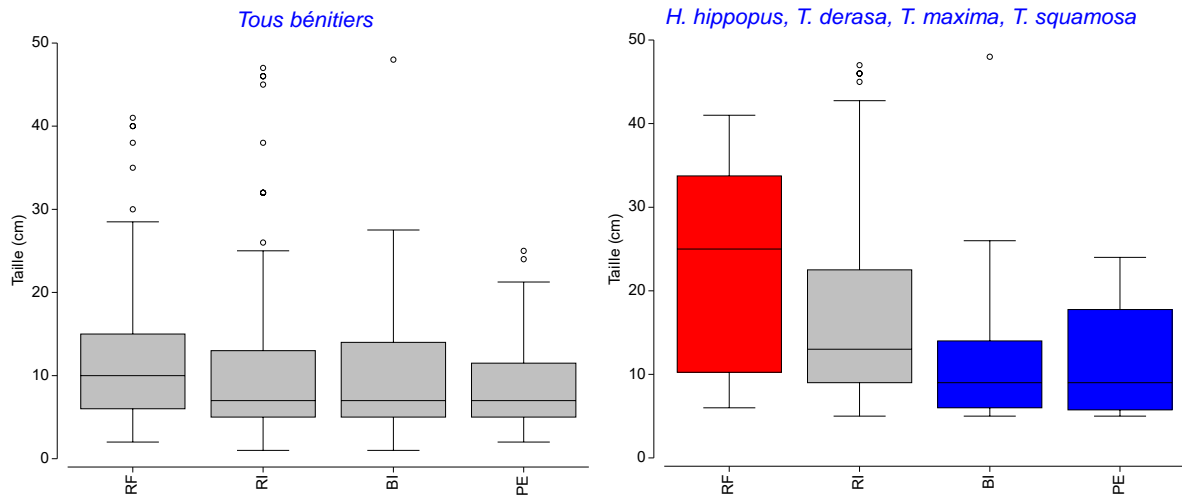 Tous bénitiers
50
40
30
20
10
0
Taille (cm)
RF
RI
BI
PE
H. hippopus, T. derasa, T. maxima, T. squamosa
50
40
30
20
10
0
Taille (cm)
RF
RI
BI
PE